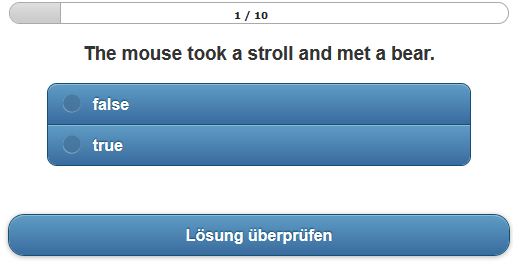 1 / 10
The mouse took a stroll and met a bear.
false
true
Lösung überprüfen